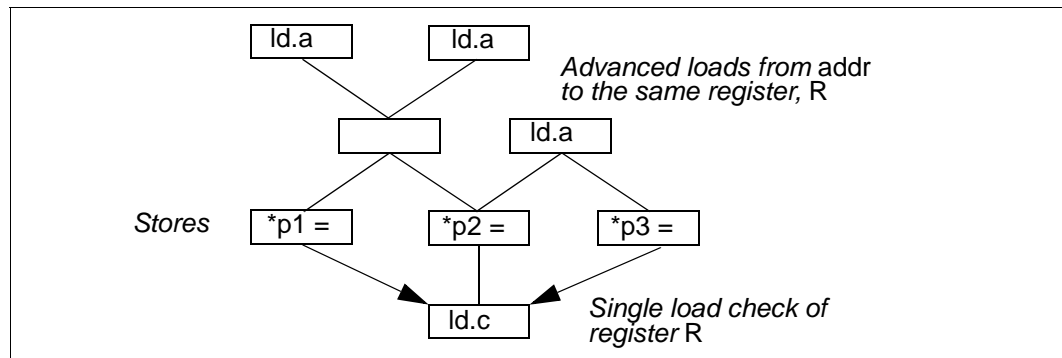 ld.a
ld.a
Advanced loads from addr
to the same register, R
ld.a
Stores
*p1 =
*p2 =
*p3 =
ld.c
Single load check of
register R